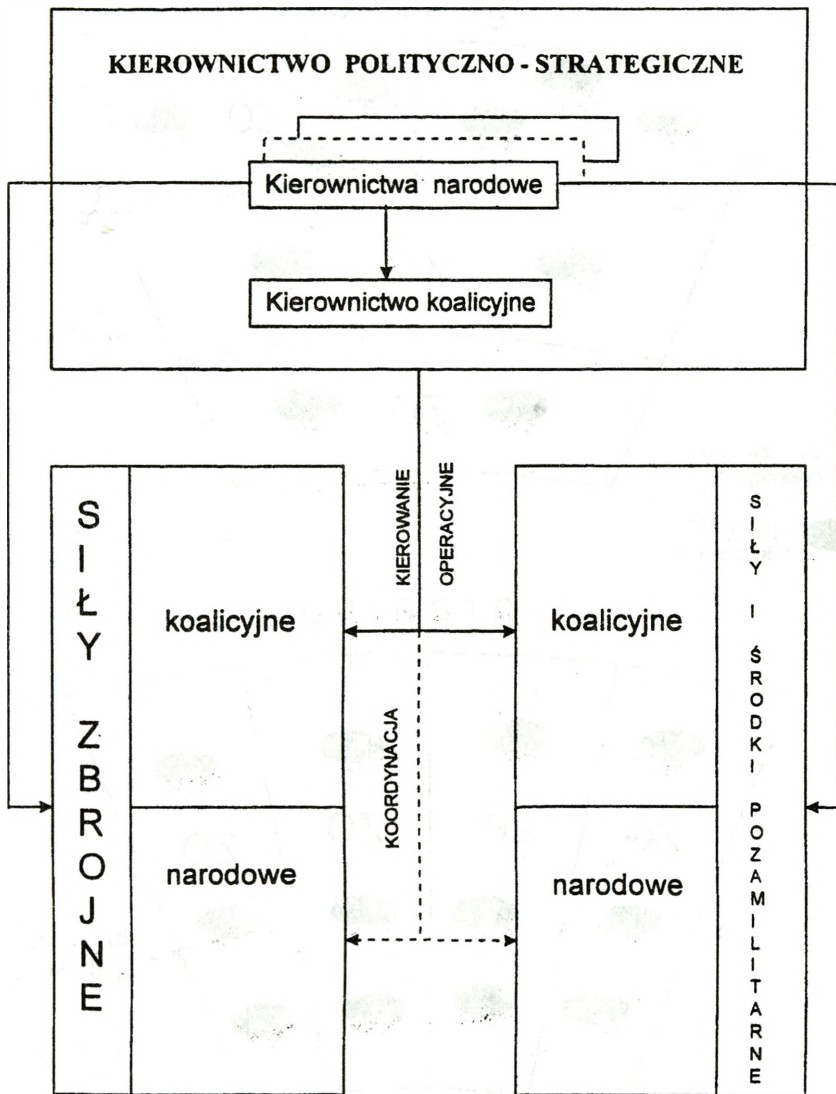 KIEROWNICTWO POLITYCZNO - STRATEGICZNE
Kierownictwa narodowe
Kierownictwo koalicyjne
KIEROWANIE
OPERACYJNE
SIŁY ZBROJNE
koalicyjne
narodowe
KOORDYNACJA
koalicyjne
narodowe
SIŁY I ŚRODKI POZAMILITARNE